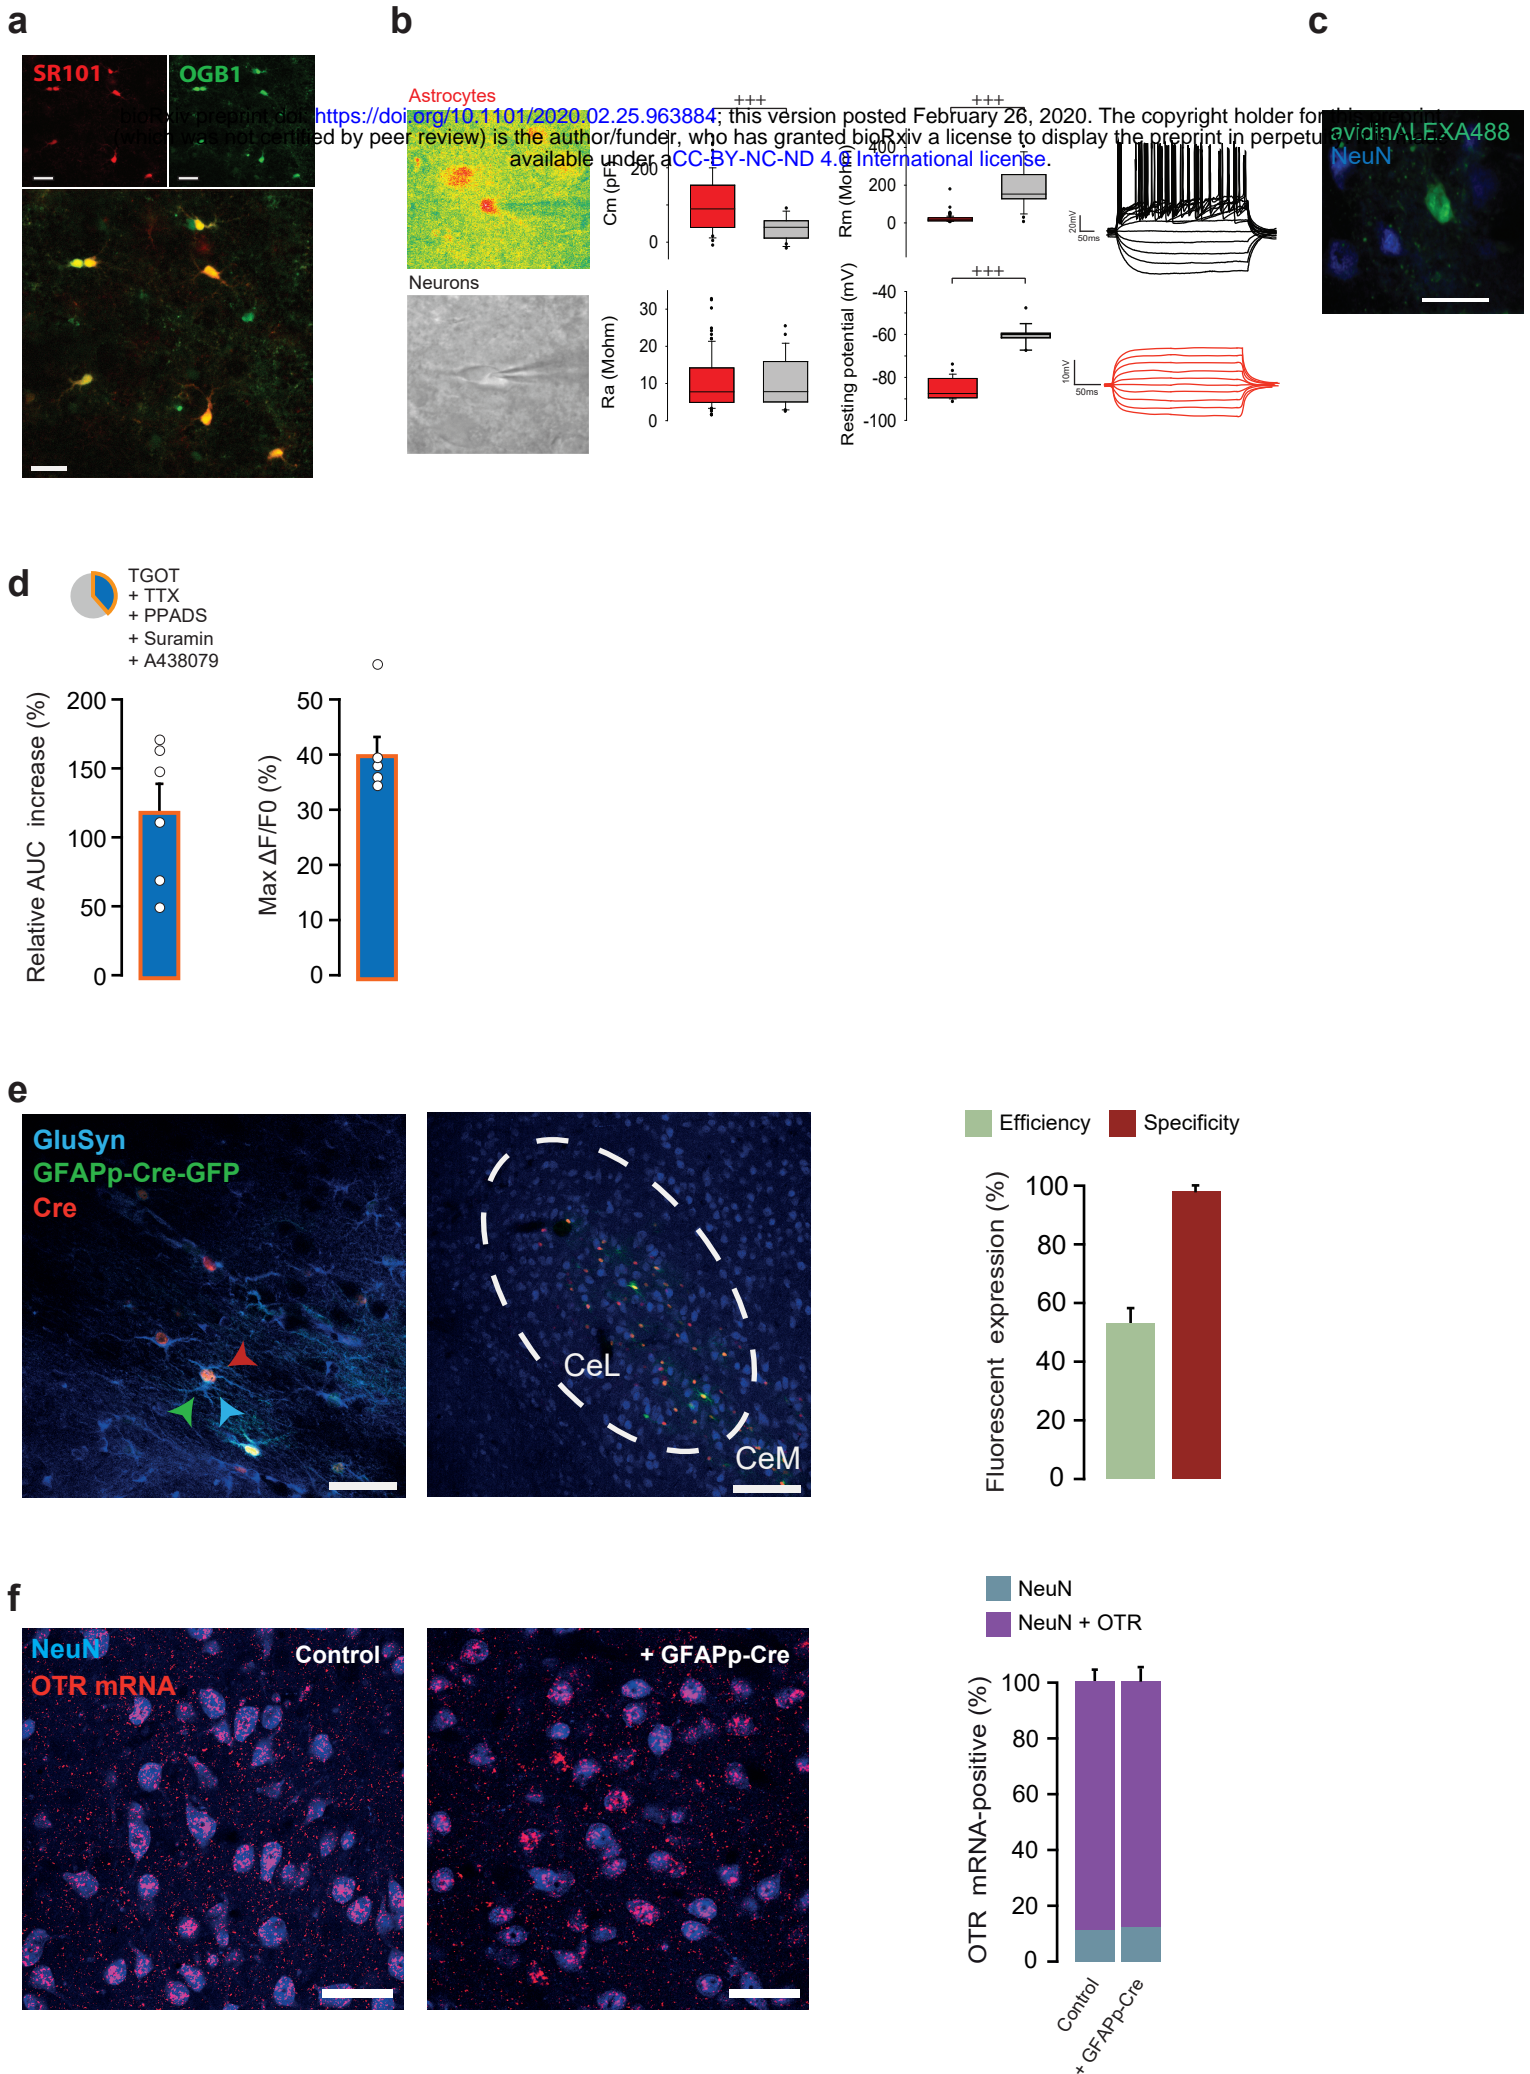 a
b
c
SR101
OGB1
Astrocytes
+++
+++
bioRxiv preprint doi: https://doi.org/10.1101/2020.02.25.963884; this version posted February 26, 2020. The copyright holder for this preprint
(which was not certified by peer review) is the author/funder, who has granted bioRxiv a license to display the preprint in perpetuity.
available under aCC-BY-NC-ND 4.0 International license.
avidinALEXA488
NeuN
Cm (pF)
200
0
Rm (Mohm)
400
200
0
20mV
50ms
Neurons
Ra (Mohm)
30
20
10
0
Resting potential (mV)
+++
-40
-60
-80
-100
10mV
50ms
d
TGOT
+ TTX
+ PPADS
+ Suramin
+ A438079
Relative AUC increase (%)
200
150
100
50
0
Max ΔF/F0 (%)
50
40
30
20
10
0
e
GluSyn
GFAPp-Cre-GFP
Cre
CeL
CeM
Efficiency
Specificity
Fluorescent expression (%)
100
80
60
40
20
0
f
NeuN
OTR mRNA
Control
+ GFAPp-Cre
NeuN
NeuN + OTR
OTR mRNA-positive (%)
100
80
60
40
20
0
Control
+ GFAPp-Cre